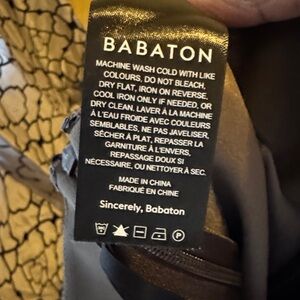 BABATON
MACHINE WASH COLD WITH LIKE
COLOURS, DO NOT BLEACH,
DRY FLAT, IRON ON REVERSE,
COOL IRON ONLY IF NEEDED, OR
DRY CLEAN. LAVER À LA MACHINE
À L'EAU FROIDE AVEC COULEURS
SEMBLABLES, NE PAS JAVELISER,
SÉCHER À PLAT, REPASSER LA
GARNITURE À L'ENVERS,
REPASSAGE DOUX SI
NÉCESSAIRE, OU NETTOYER À SEC.
MADE IN CHINA
FABRIQUÉ EN CHINE
Sincerely, Babaton
P